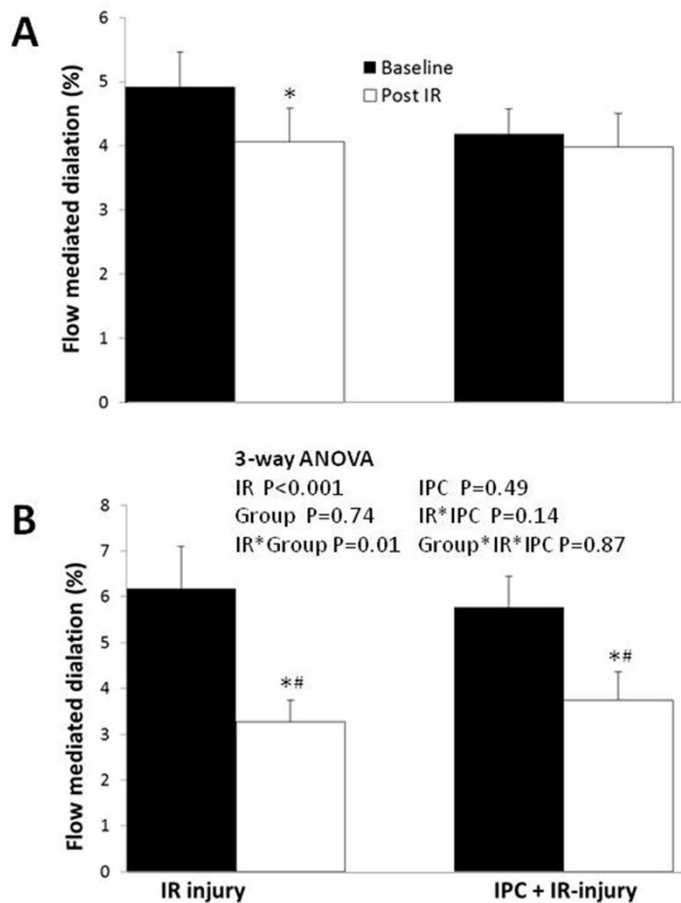 A
Flow mediated dialation (%)
6
5
4
3
2
1
0
Baseline
Post IR
*
3-way ANOVA
IR P<0.001 IPC P=0.49
Group P=0.74 IR*IPC P=0.14
IR*Group P=0.01 Group*IR*IPC P=0.87
B
Flow mediated dialation (%)
8
7
6
5
4
3
2
1
0
*#
*#
IR injury IPC + IR-injury